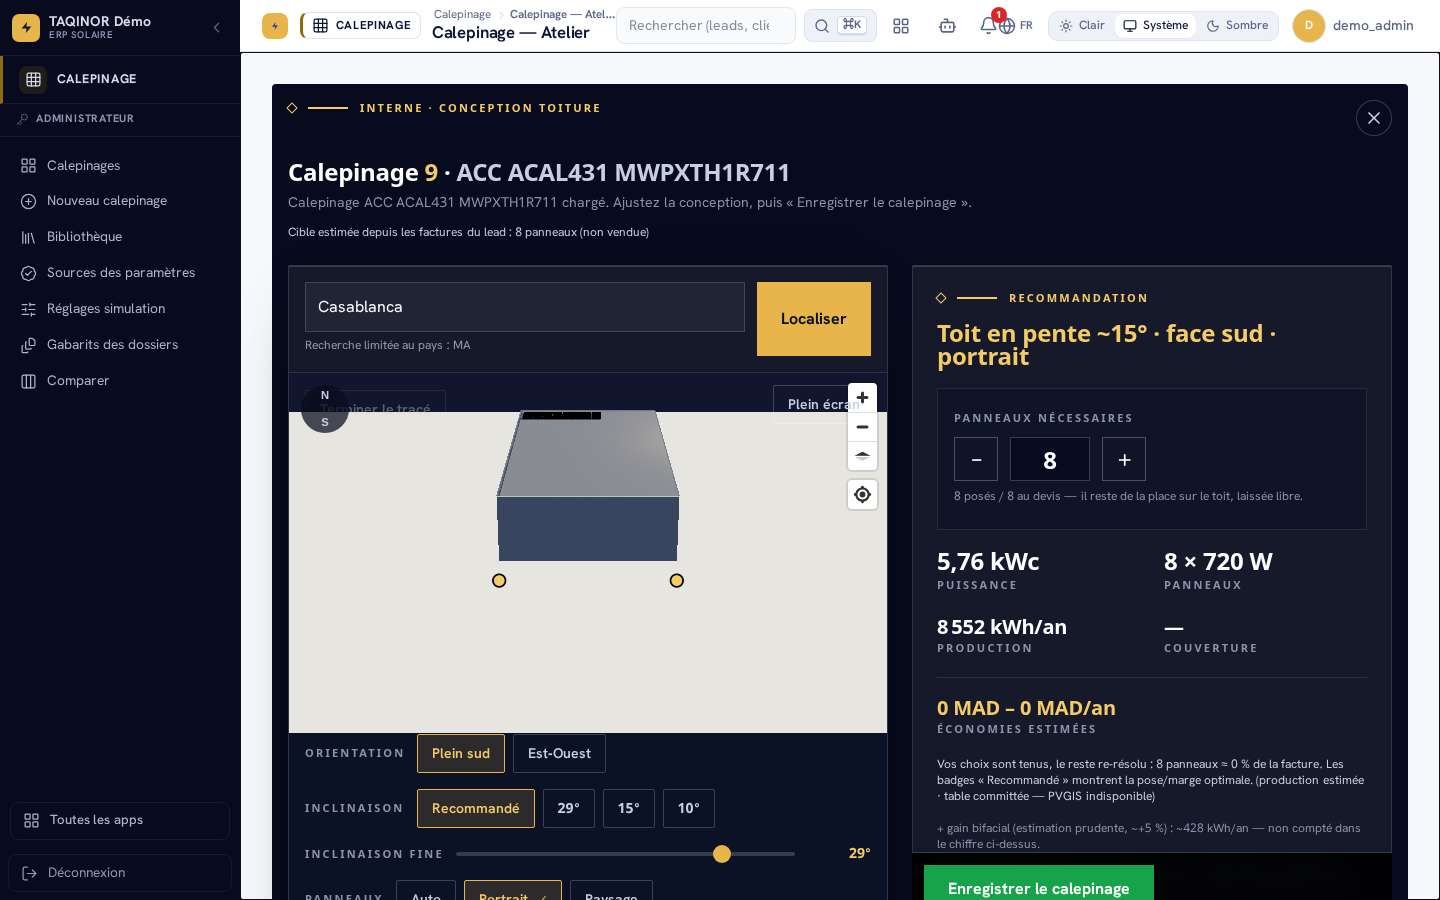 TAQINOR Démo
ERP SOLAIRE
CALEPINAGE
ADMINISTRATEUR
Calepinages
Nouveau calepinage
Bibliothèque
Sources des paramètres
Réglages simulation
Gabarits des dossiers
Comparer
Toutes les apps
Déconnexion
CALEPINAGE
Calepinage > Calepinage — Atel...
Calepinage — Atelier
Rechercher (leads, clie
⌘K
1
FR
Clair
Système
Sombre
D
demo_admin
INTERNE · CONCEPTION TOITURE
Calepinage 9 · ACC ACAL431 MWPXTH1R711
Calepinage ACC ACAL431 MWPXTH1R711 chargé. Ajustez la conception, puis « Enregistrer le calepinage ».
Cible estimée depuis les factures du lead : 8 panneaux (non vendue)
Casablanca
Localiser
Recherche limitée au pays : MA
N
S
Terminer le tracé
Plein écran
ORIENTATION
Plein sud
Est-Ouest
INCLINAISON
Recommandé
29°
15°
10°
INCLINAISON FINE
29°
PANNEAUX
Auto
Portrait ✓
Paysage
RECOMMANDATION
Toit en pente ~15° · face sud ·
portrait
PANNEAUX NÉCESSAIRES
−
8
+
8 posés / 8 au devis — il reste de la place sur le toit, laissée libre.
5,76 kWc
PUISSANCE
8 × 720 W
PANNEAUX
8 552 kWh/an
PRODUCTION
—
COUVERTURE
0 MAD – 0 MAD/an
ÉCONOMIES ESTIMÉES
Vos choix sont tenus, le reste re-résolu : 8 panneaux ≈ 0 % de la facture. Les
badges « Recommandé » montrent la pose/marge optimale. (production estimée
· table committée — PVGIS indisponible)
+ gain bifacial (estimation prudente, ~+5 %) : ~428 kWh/an — non compté dans
le chiffre ci-dessus.
Enregistrer le calepinage